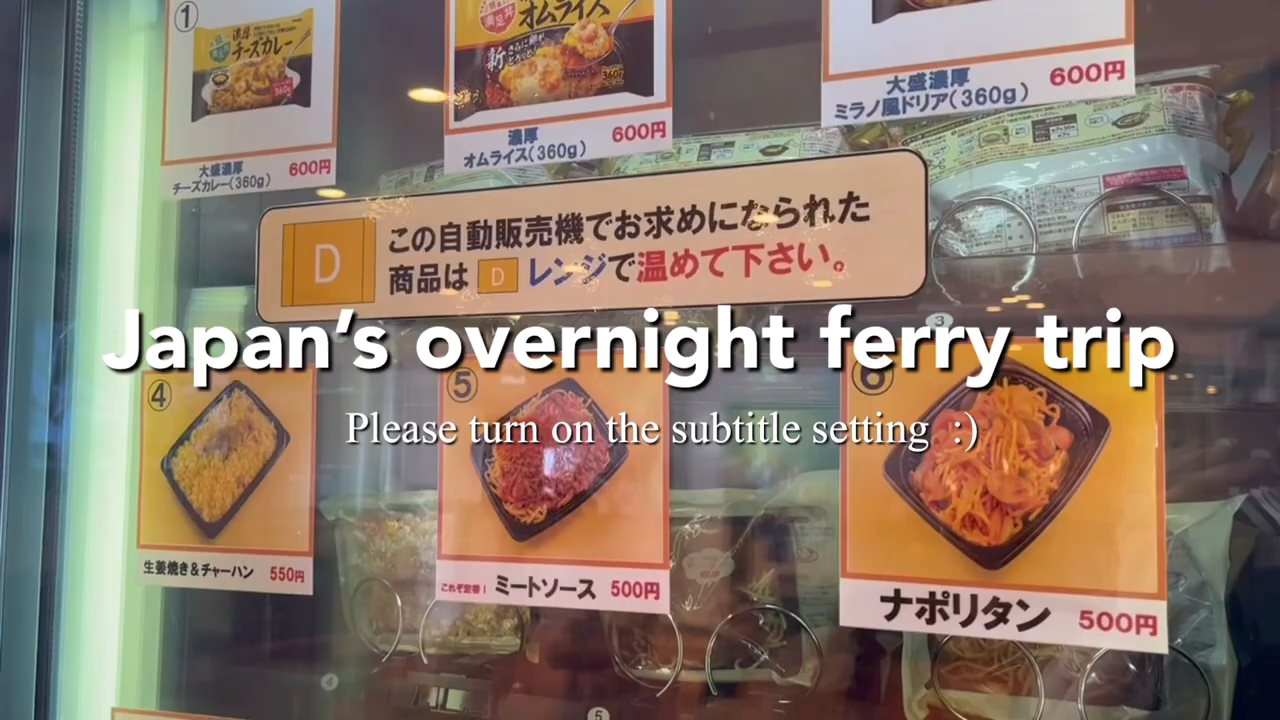 ①
濃厚
チーズカレー
360g
大盛濃厚
チーズカレー(360g)
600円
満足丼
オムライス
新
濃厚
オムライス(360g)
600円
大盛濃厚
ミラノ風ドリア(360g)
600円
D
この自動販売機でお求めになられた
商品は D レンジで温めて下さい。
3
Japan's overnight ferry trip
Please turn on the subtitle setting :)
④
生姜焼き&チャーハン 550円
⑤
これぞ定番! ミートソース 500円
⑥
ナポリタン 500円
4
5